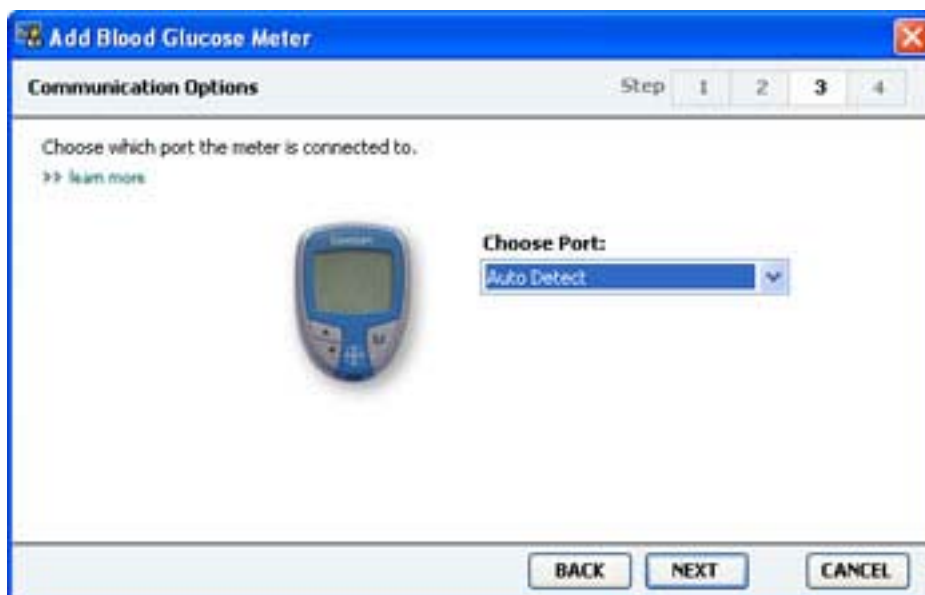 Add Blood Glucose Meter
Communication Options
Step 1 2 3 4
Choose which port the meter is connected to.
>> learn more
Choose Port:
Auto Detect
BACK NEXT CANCEL